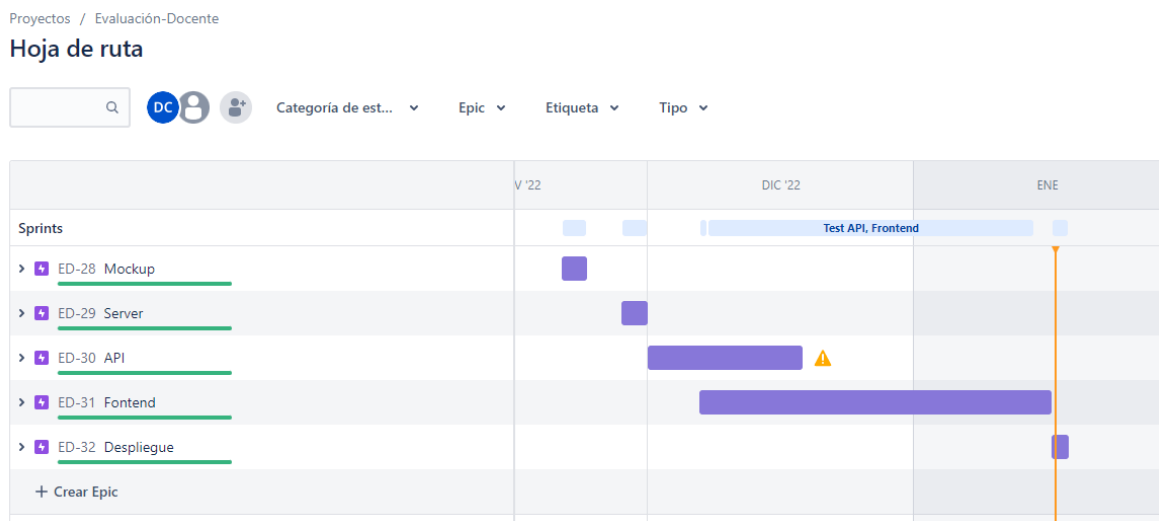 Proyectos / Evaluación-Docente
Hoja de ruta
DC Categoría de est... Epic Etiqueta Tipo
V '22 DIC '22 ENE
Sprints Test API, Frontend
ED-28 Mockup
ED-29 Server
ED-30 API
ED-31 Fontend
ED-32 Despliegue
+ Crear Epic